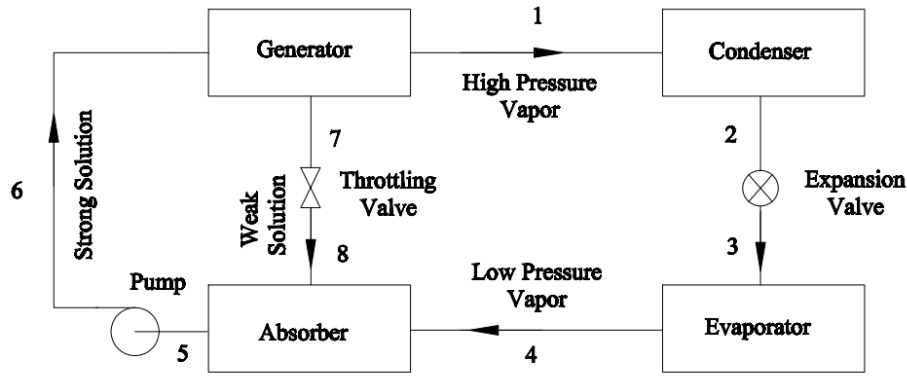 1
Generator
Condenser
High Pressure
Vapor
7
2
6
Strong Solution
Weak
Solution
Throttling
Valve
Expansion
Valve
8
3
Pump
Low Pressure
Vapor
Absorber
Evaporator
5
4